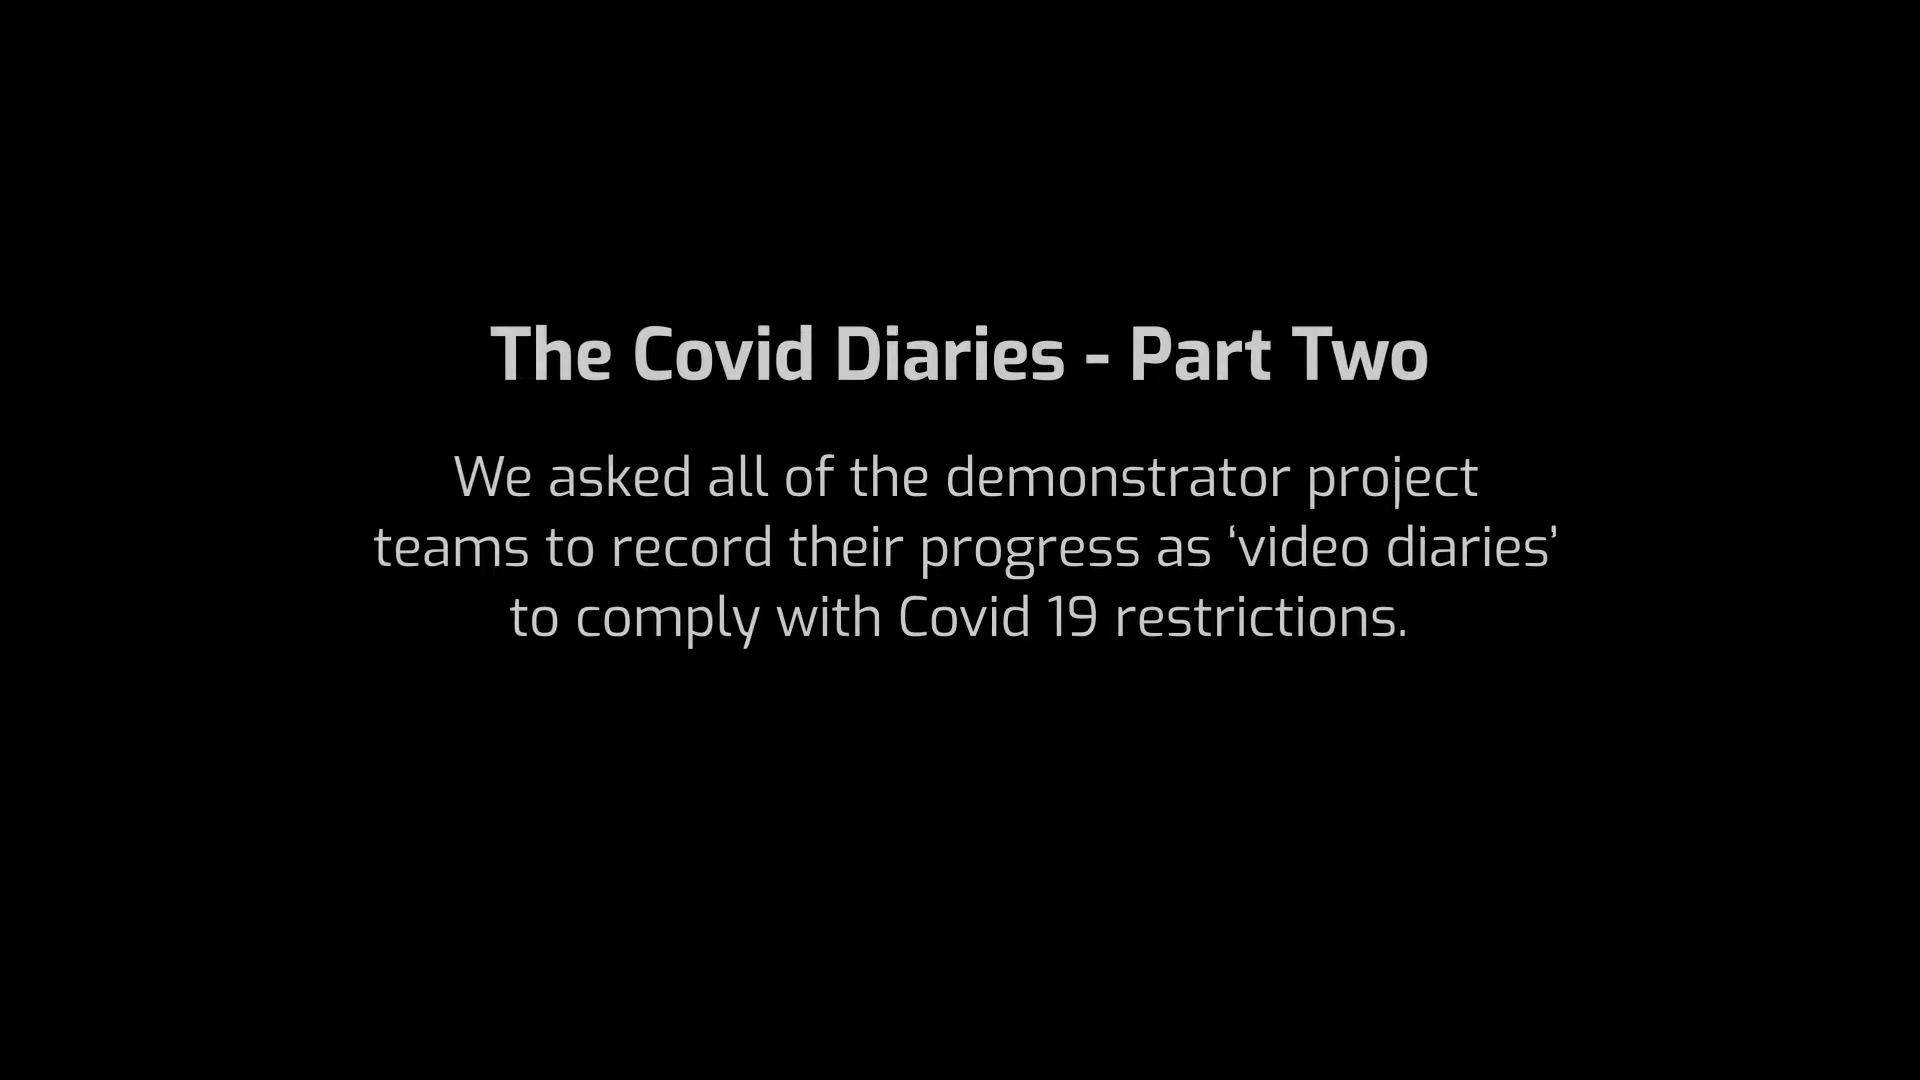 The Covid Diaries - Part Two
We asked all of the demonstrator project
teams to record their progress as ‘video diaries’
to comply with Covid 19 restrictions.